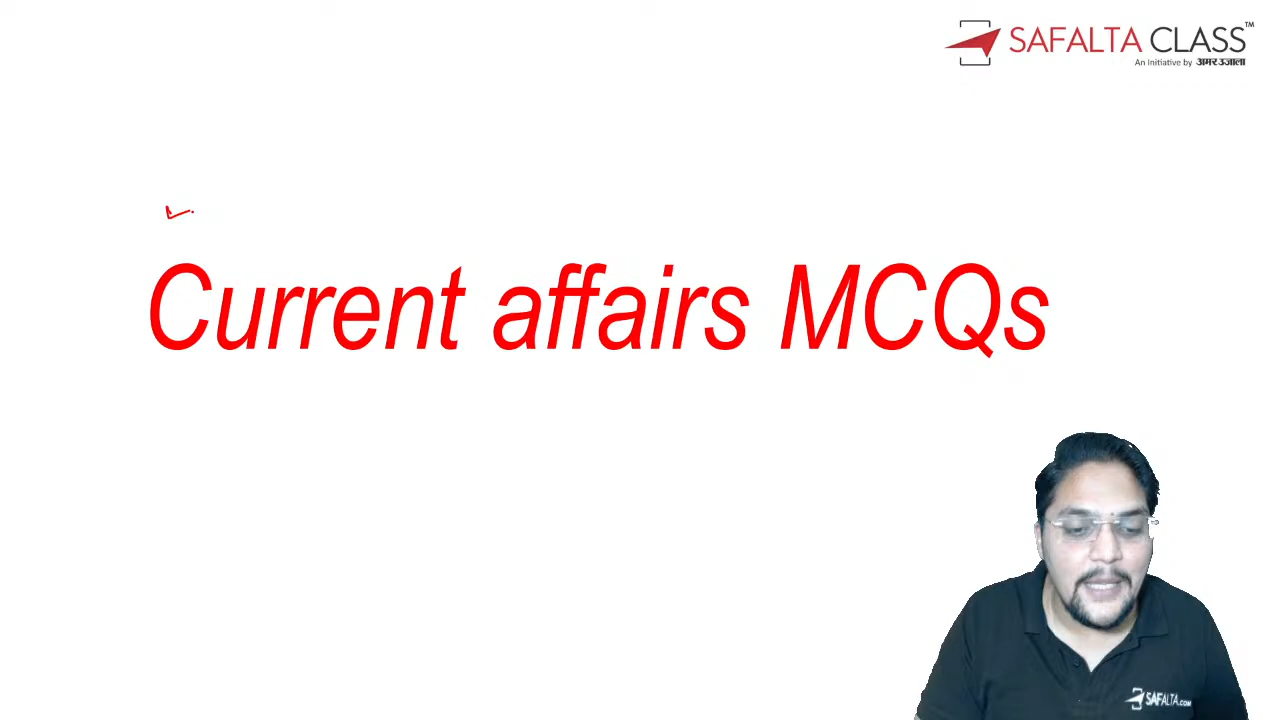 SAFALTA CLASS™
An Initiative by अमर उजाला
Current affairs MCQs
SAFALTA.COM